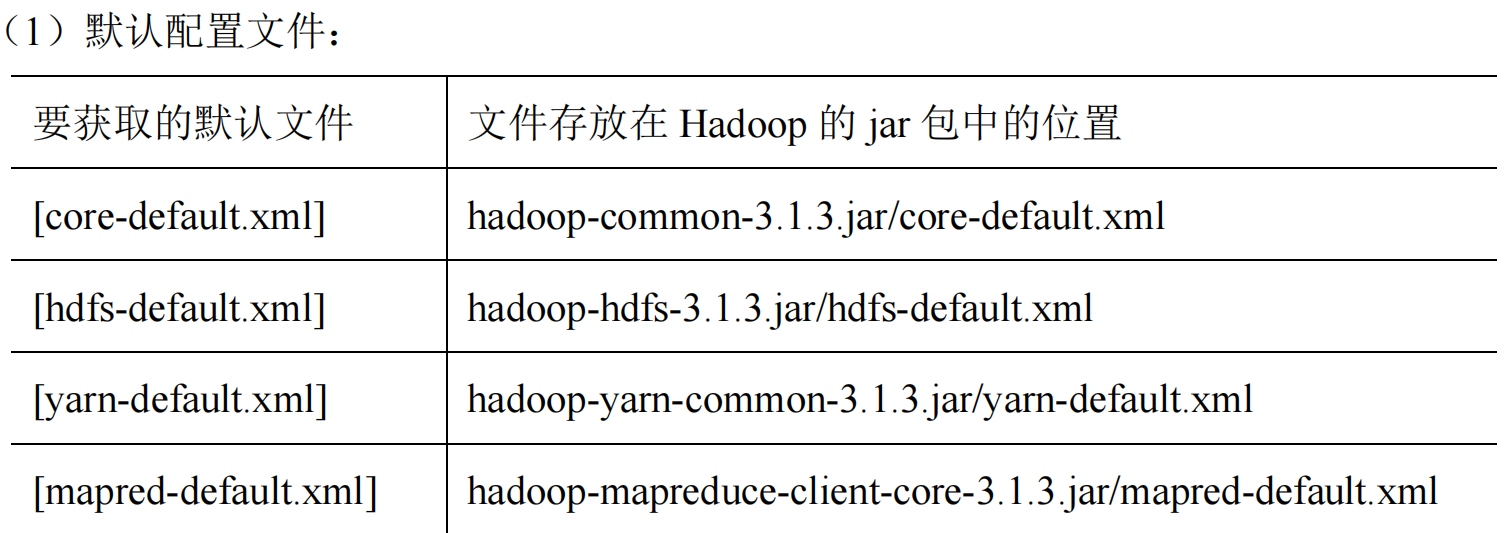 （1）默认配置文件：
要获取的默认文件 文件存放在 Hadoop 的 jar 包中的位置
[core-default.xml] hadoop-common-3.1.3.jar/core-default.xml
[hdfs-default.xml] hadoop-hdfs-3.1.3.jar/hdfs-default.xml
[yarn-default.xml] hadoop-yarn-common-3.1.3.jar/yarn-default.xml
[mapred-default.xml] hadoop-mapreduce-client-core-3.1.3.jar/mapred-default.xml